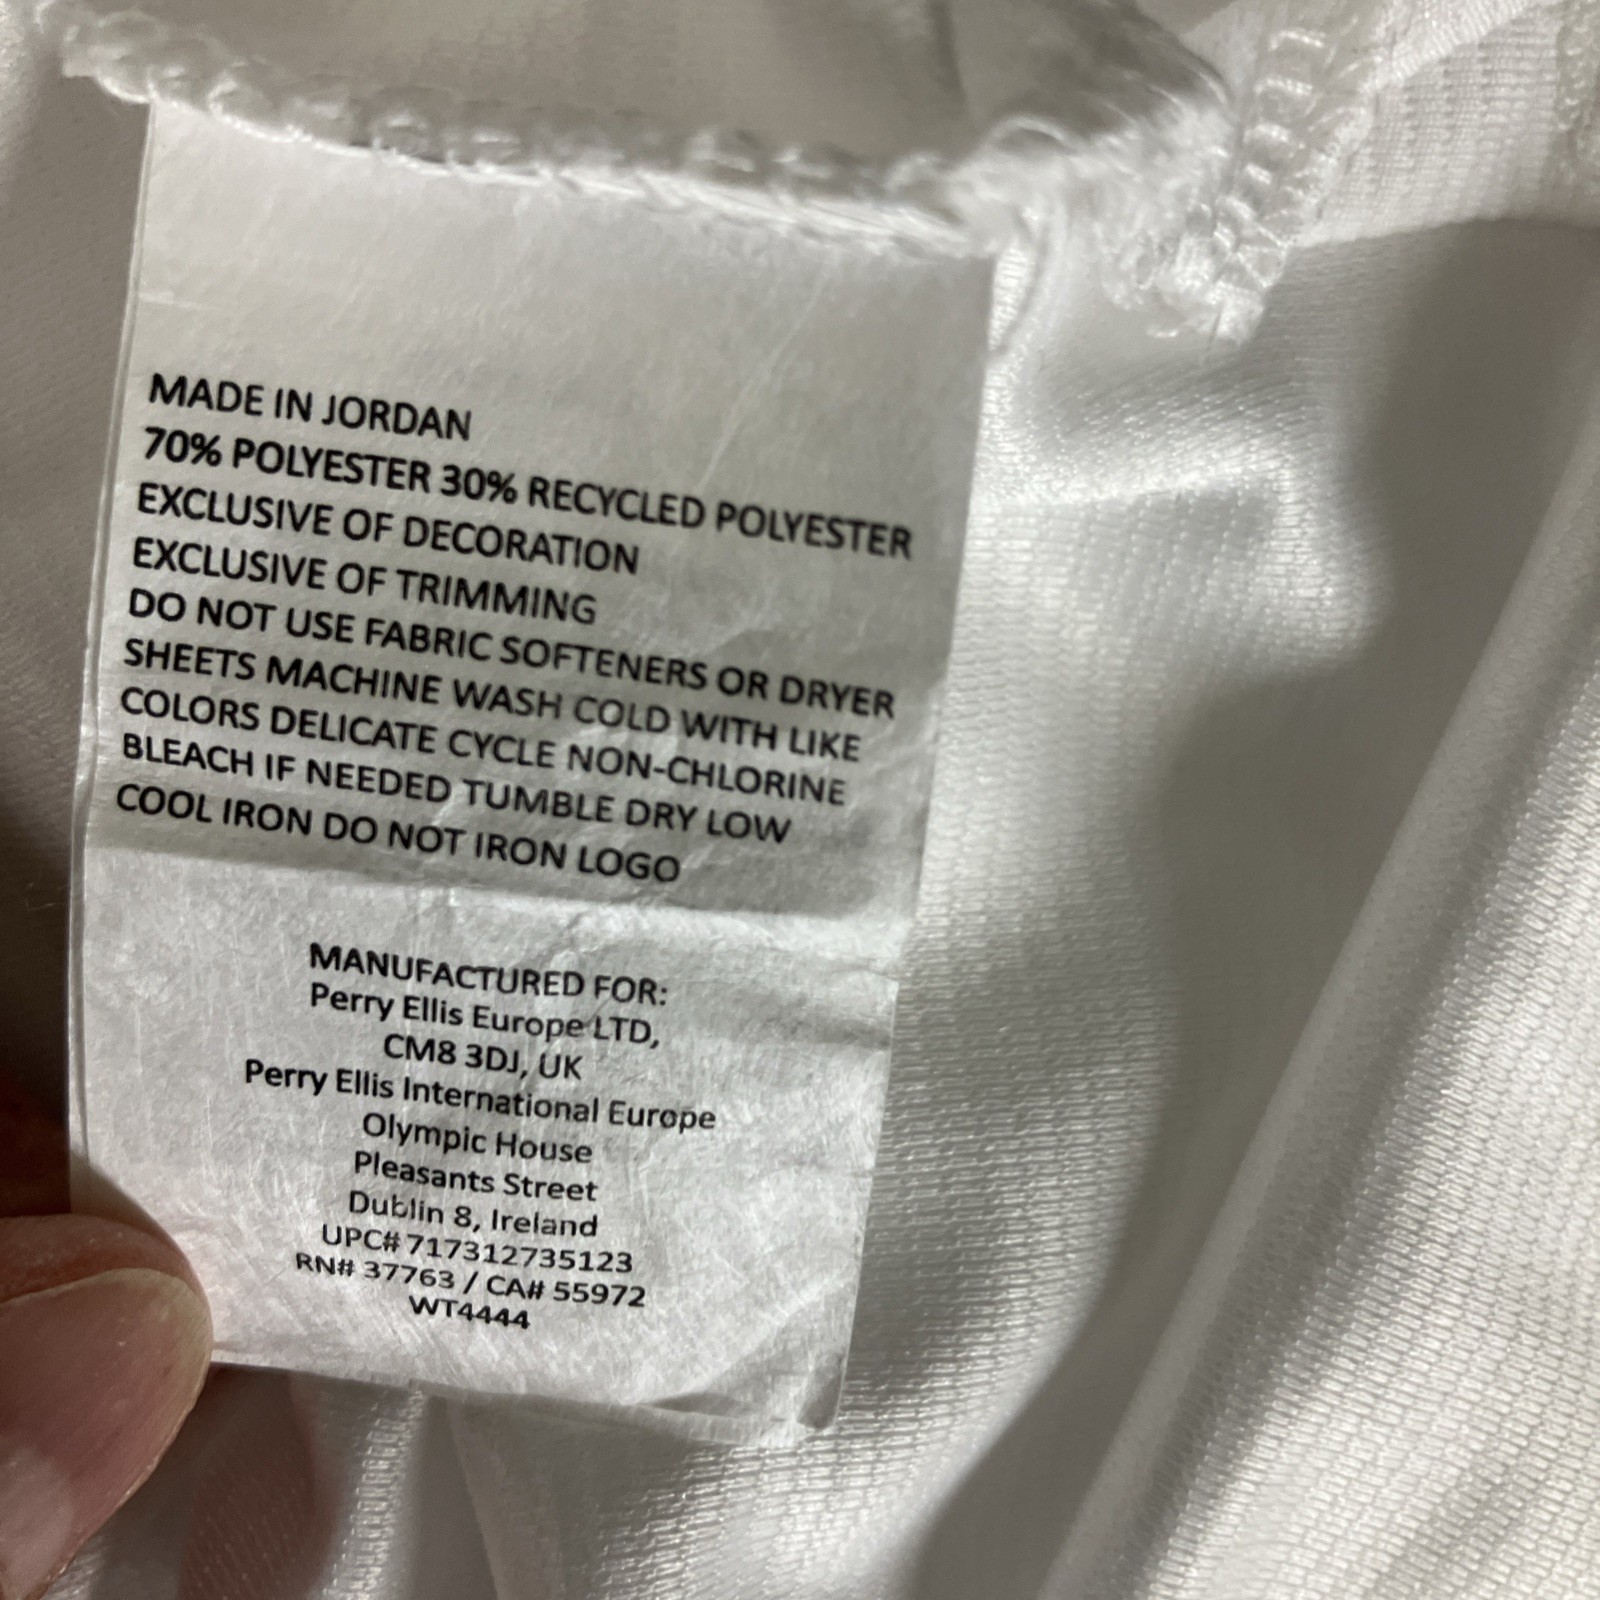 MADE IN JORDAN
70% POLYESTER 30% RECYCLED POLYESTER
EXCLUSIVE OF DECORATION
EXCLUSIVE OF TRIMMING
DO NOT USE FABRIC SOFTENERS OR DRYER
SHEETS MACHINE WASH COLD WITH LIKE
COLORS DELICATE CYCLE NON-CHLORINE
BLEACH IF NEEDED TUMBLE DRY LOW
COOL IRON DO NOT IRON LOGO
MANUFACTURED FOR:
Perry Ellis Europe LTD,
CM8 3DJ, UK
Perry Ellis International Europe
Olympic House
Pleasants Street
Dublin 8, Ireland
UPC# 717312735123
RN# 37763 / CA# 55972
WT4444